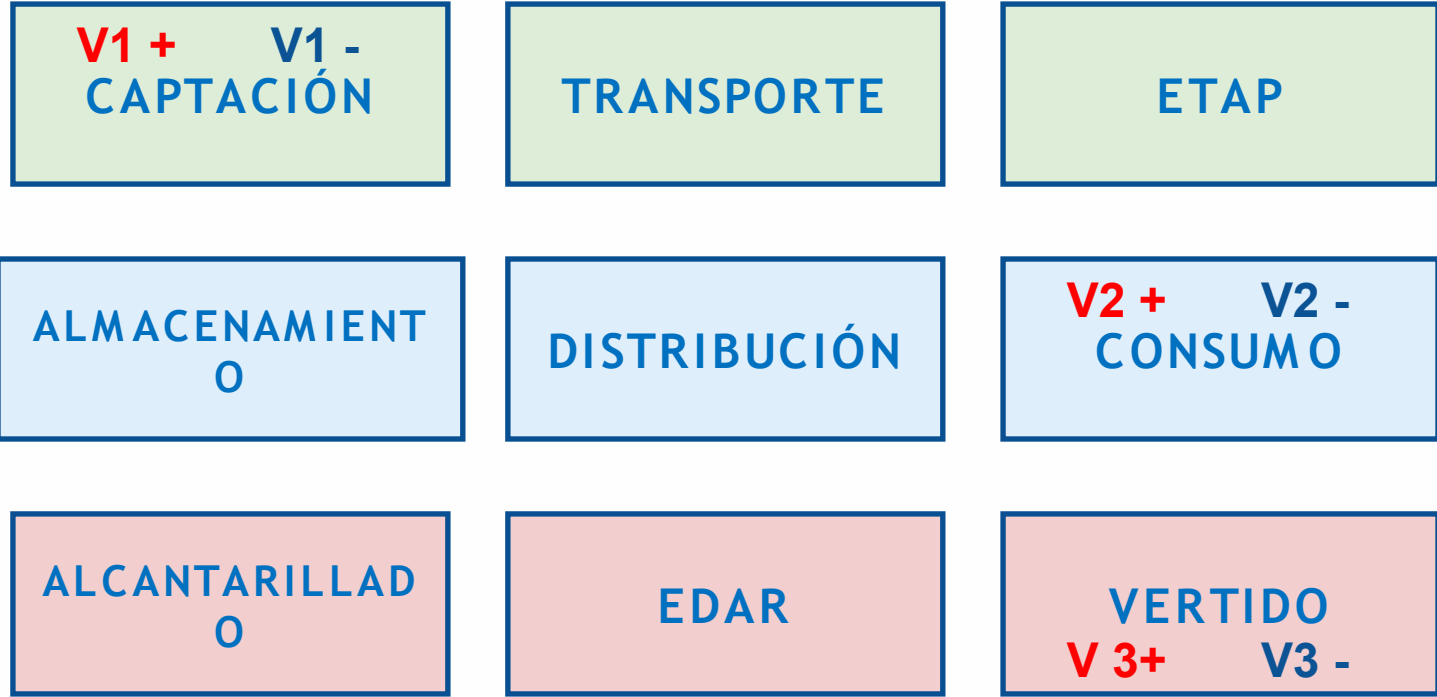 V1 + V1 -
CAPTACIÓN
TRANSPORTE
ETAP
ALMACENAMIENT
O
DISTRIBUCIÓN
V2 + V2 -
CONSUMO
ALCANTARILLAD
O
EDAR
VERTIDO
V 3+ V3 -